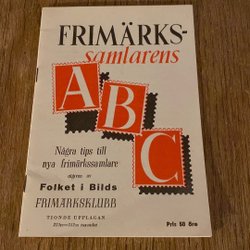 FRIMÄRKS-
samlarens
A
B
C
Några tips till
nya frimärkssamlare
utgivna av
Folket i Bilds
FRIMÄRKSKLUBB
TIONDE UPPLAGAN
Pris 50 öre